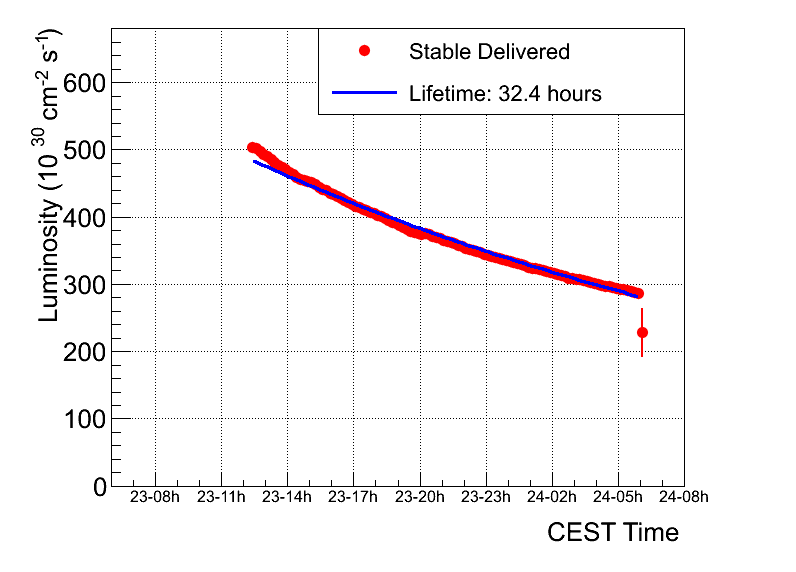 Luminosity (10^30 cm^-2 s^-1)
Stable Delivered
Lifetime: 32.4 hours
600
500
400
300
200
100
0
23-08h 23-11h 23-14h 23-17h 23-20h 23-23h 24-02h 24-05h 24-08h
CEST Time